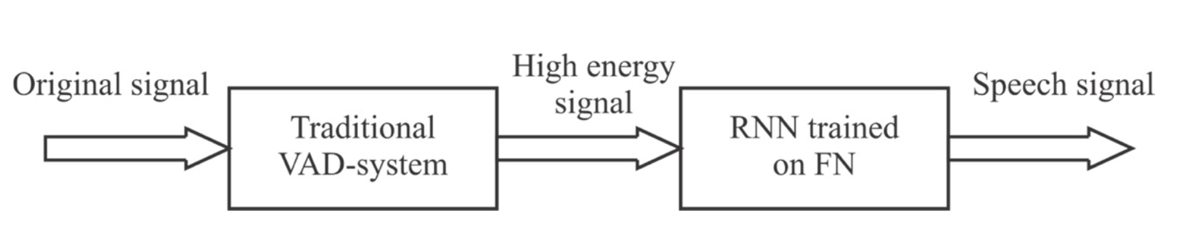 Original signal
Traditional
VAD-system
High energy
signal
RNN trained
on FN
Speech signal